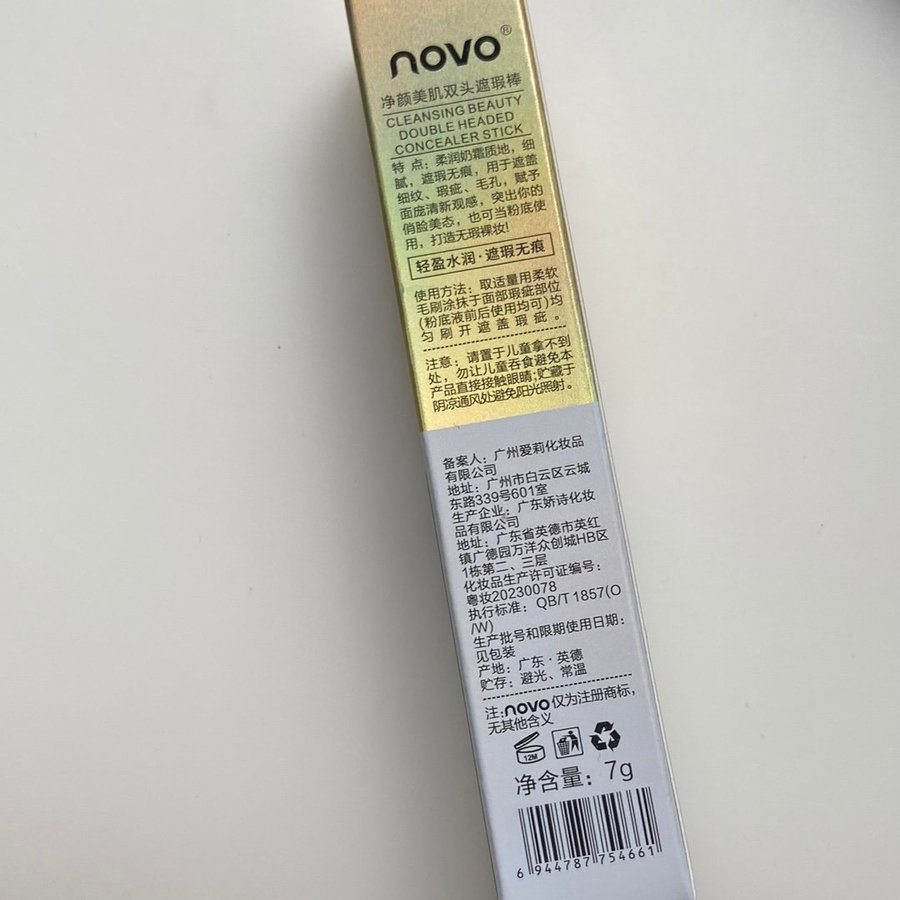 novo®
净颜美肌双头遮瑕棒
CLEANSING BEAUTY
DOUBLE HEADED
CONCEALER STICK
特 点：柔润奶霜质地，细
腻，遮瑕无痕，用于遮盖
细纹、瑕疵、毛孔，赋予
面庞清新观感，突出你的
俏脸美态，也可当粉底使
用，打造无瑕裸妆!
轻盈水润·遮瑕无痕
使用方法：取适量用柔软
毛刷涂抹于面部瑕疵部位
(粉底液前后使用均可)均
匀刷开遮盖瑕疵。
注意：请置于儿童拿不到
处，勿让儿童吞食避免本
产品直接接触眼睛;贮藏于
阴凉通风处避免阳光照射。
备案人：广州爱莉化妆品
有限公司
地址：广州市白云区云城
东路339号601室
生产企业：广东娇诗化妆
品有限公司
地址：广东省英德市英红
镇广德园万洋众创城HB区
1栋第二、三层
化妆品生产许可证编号：
粤妆20230078
执行标准：QB/T 1857(O
/W)
生产批号和限期使用日期：
见包装
产地：广东·英德
贮存：避光、常温
注:novo仅为注册商标，
无其他含义
12M
净含量：7g
6 944787 754661